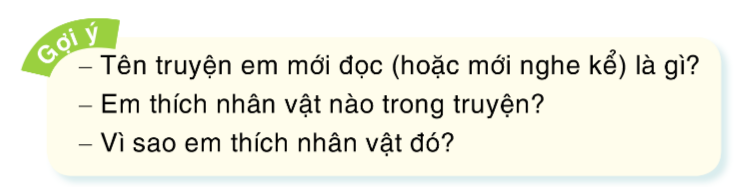 Gợi ý
– Tên truyện em mới đọc (hoặc mới nghe kể) là gì?
– Em thích nhân vật nào trong truyện?
– Vì sao em thích nhân vật đó?